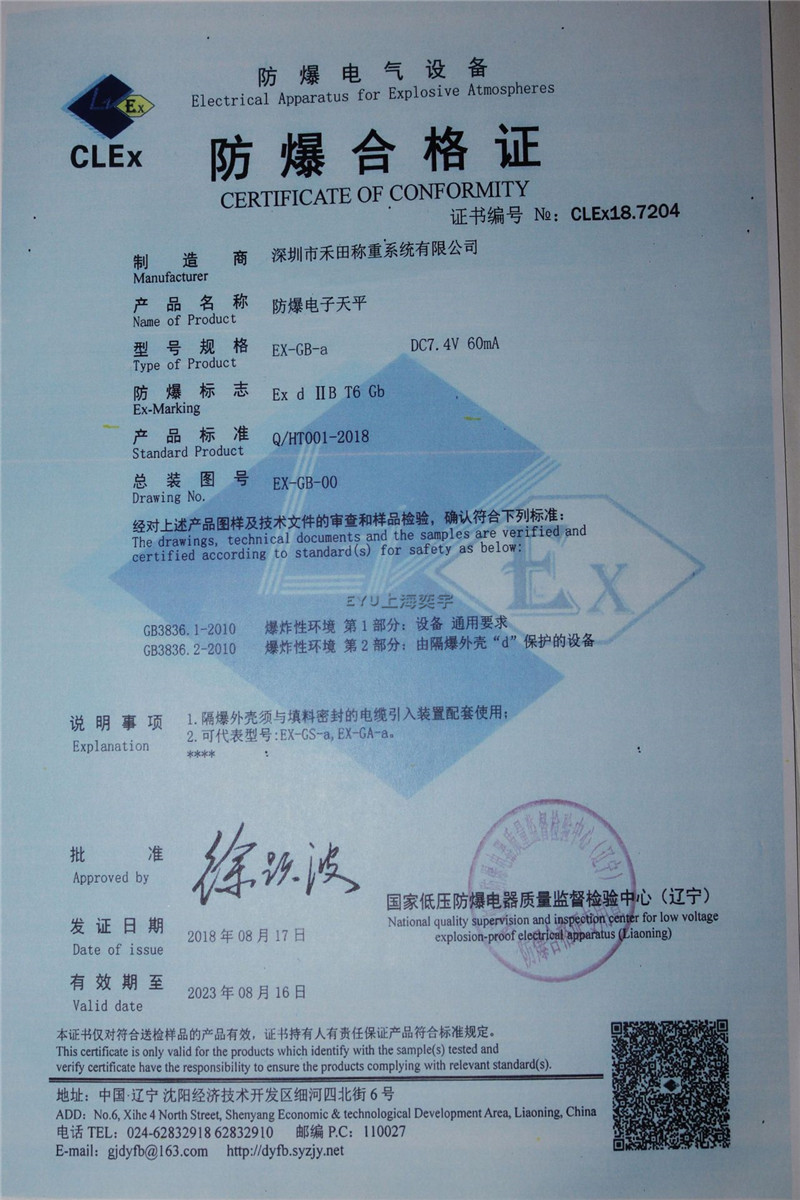 防爆电气设备
Electrical Apparatus for Explosive Atmospheres
Ex
CLEx
防爆合格证
CERTIFICATE OF CONFORMITY
证书编号 №: CLEx18.7204
制造商 深圳市禾田称重系统有限公司
Manufacturer
产品名称 防爆电子天平
Name of Product
型号规格 EX-GB-a DC7.4V 60mA
Type of Product
防爆标志 Ex d ⅡB T6 Gb
Ex-Marking
产品标准 Q/HT001-2018
Standard Product
总装图号 EX-GB-00
Drawing No.
经对上述产品图样及技术文件的审查和样品检验，确认符合下列标准：
The drawings, technical documents and the samples are verified and
certified according to standard(s) for safety as below:
Ex
EYU上海奕宇
GB3836.1-2010 爆炸性环境 第1部分：设备 通用要求
GB3836.2-2010 爆炸性环境 第2部分：由隔爆外壳“d”保护的设备
说明事项 1.隔爆外壳须与填料密封的电缆引入装置配套使用；
Explanation 2.可代表型号:EX-GS-a,EX-GA-a。
****
批准 徐跃波
Approved by
国家低压防爆电器质量监督检验中心（辽宁）
National quality supervision and inspection center for low voltage
explosion-proof electrical apparatus (Liaoning)
发证日期 2018年08月17日
Date of issue
有效期至 2023年08月16日
Valid date
本证书仅对符合送检样品的产品有效，证书持有人有责任保证产品符合标准规定。
This certificate is only valid for the products which identify with the sample(s) tested and
verify certificate have the responsibility to ensure the products complying with relevant standard(s).
地址：中国·辽宁 沈阳经济技术开发区细河四北街6号
ADD: No.6, Xihe 4 North Street, Shenyang Economic & technological Development Area, Liaoning, China
电话 TEL: 024-62832918 62832910 邮编 P.C: 110027
E-mail: gjdyfb@163.com http://dyfb.syzjy.net